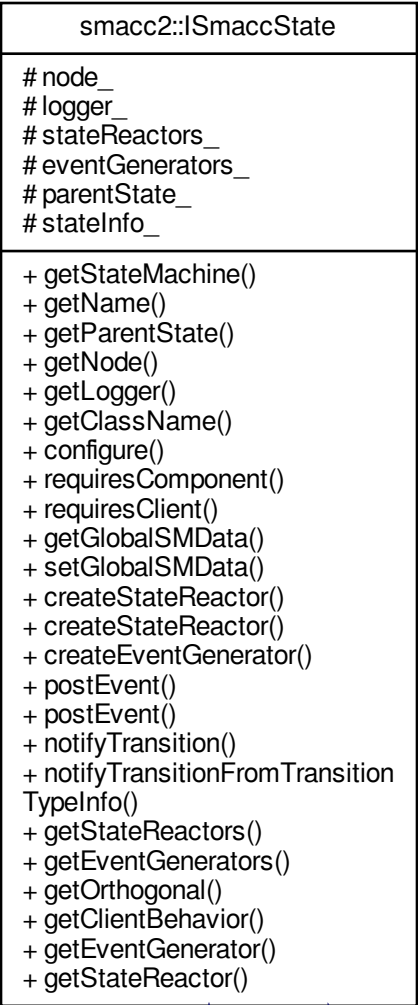 smacc2::ISmaccState
# node_
# logger_
# stateReactors_
# eventGenerators_
# parentState_
# stateInfo_
+ getStateMachine()
+ getName()
+ getParentState()
+ getNode()
+ getLogger()
+ getClassName()
+ configure()
+ requiresComponent()
+ requiresClient()
+ getGlobalSMData()
+ setGlobalSMData()
+ createStateReactor()
+ createStateReactor()
+ createEventGenerator()
+ postEvent()
+ postEvent()
+ notifyTransition()
+ notifyTransitionFromTransition
TypeInfo()
+ getStateReactors()
+ getEventGenerators()
+ getOrthogonal()
+ getClientBehavior()
+ getEventGenerator()
+ getStateReactor()